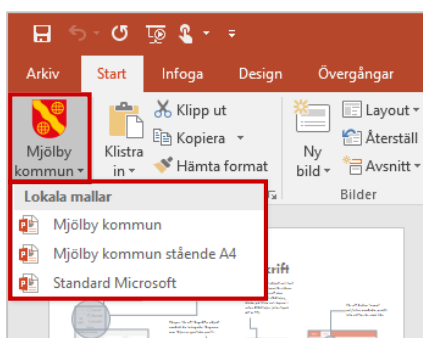 Arkiv Start Infoga Design Övergångar
Mjölby kommun
Klistra in
Klipp ut
Kopiera
Hämta format
Ny bild
Layout
Återställ
Avsnitt
Bilder
Lokala mallar
Mjölby kommun
Mjölby kommun stående A4
Standard Microsoft